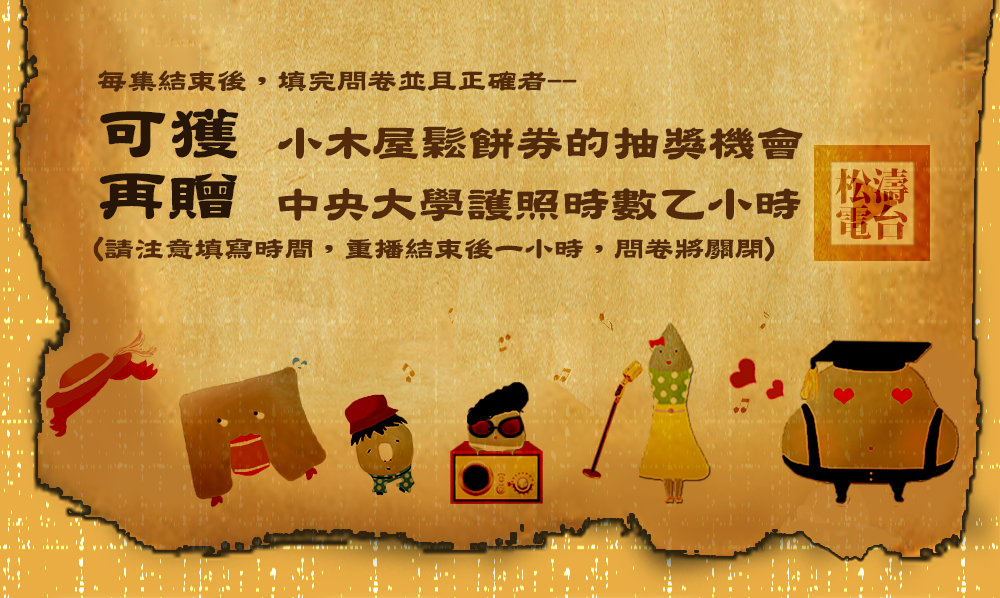 每集結束後，填完問卷並且正確者--
可獲 小木屋鬆餅券的抽獎機會
再贈 中央大學護照時數乙小時
(請注意填寫時間，重播結束後一小時，問卷將關閉)
松濤
電台